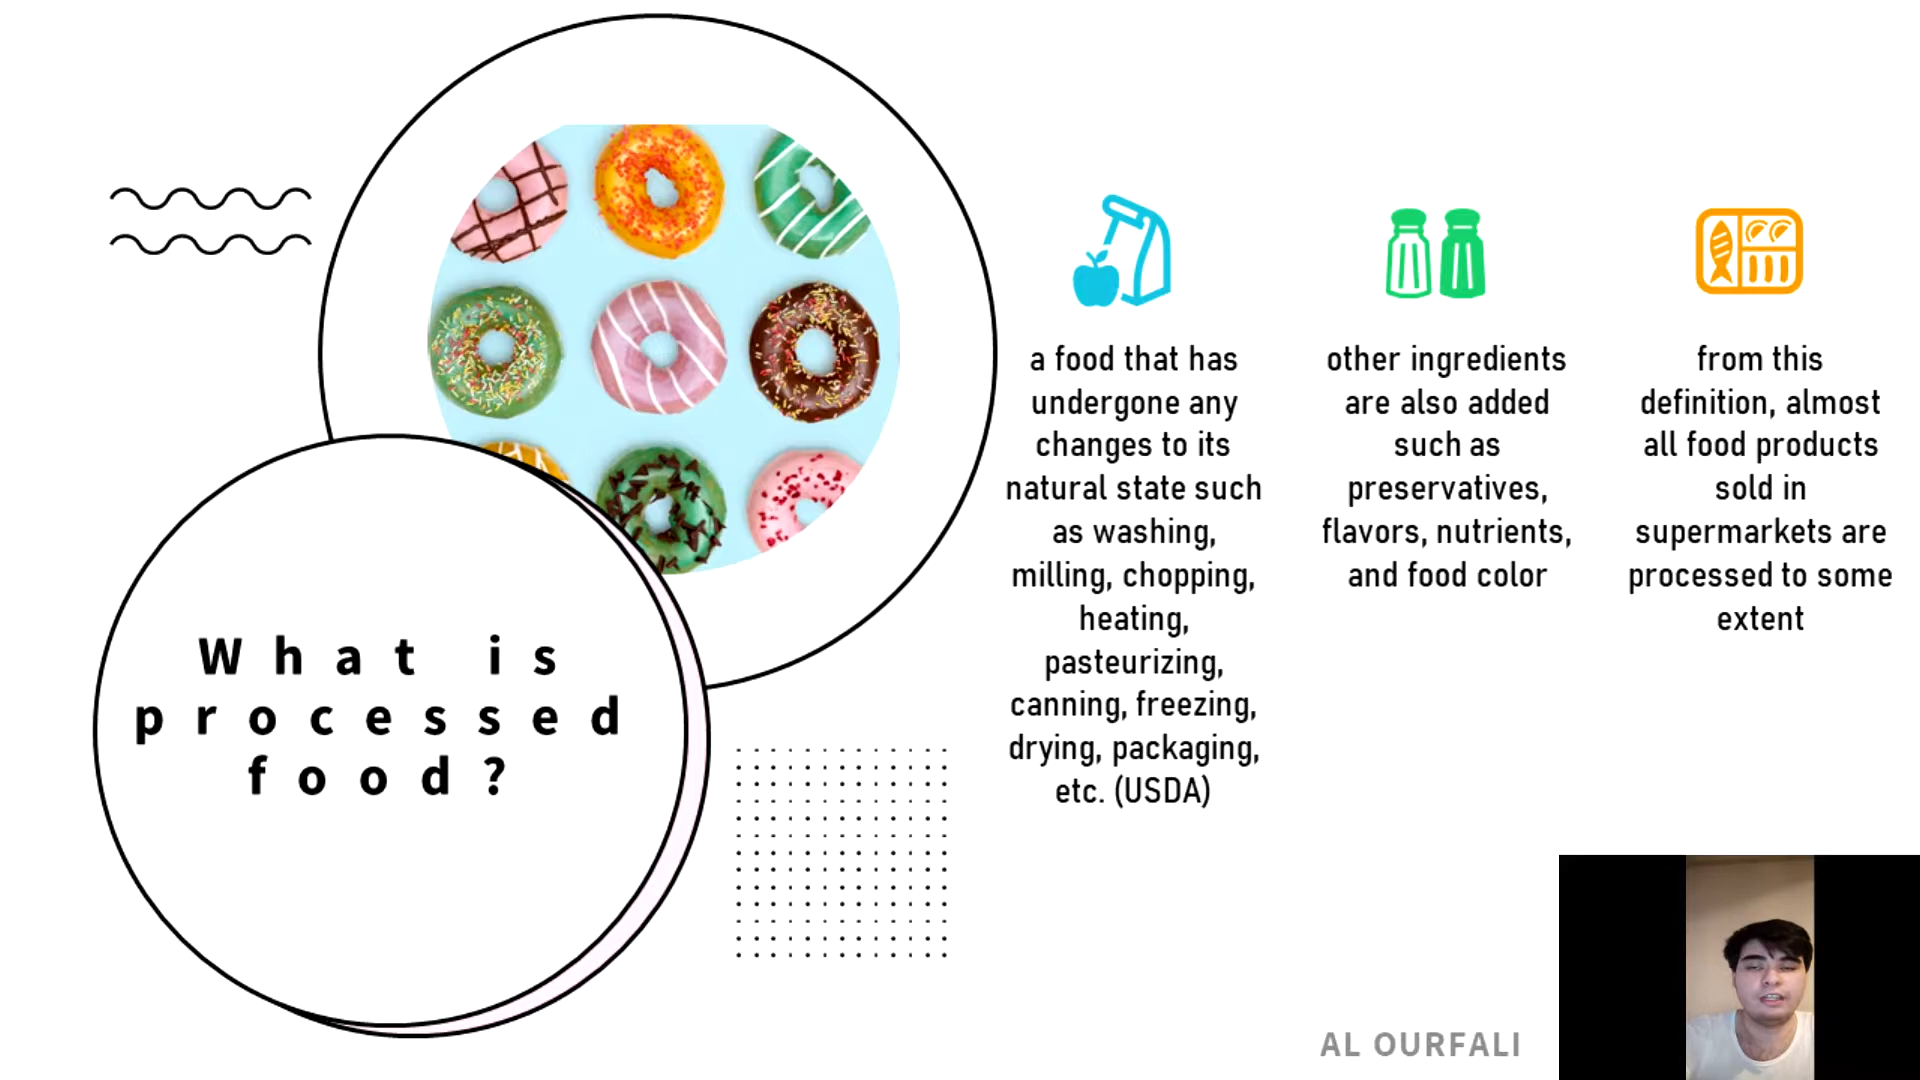 What is
processed
food?
a food that has
undergone any
changes to its
natural state such
as washing,
milling, chopping,
heating,
pasteurizing,
canning, freezing,
drying, packaging,
etc. (USDA)
other ingredients
are also added
such as
preservatives,
flavors, nutrients,
and food color
from this
definition, almost
all food products
sold in
supermarkets are
processed to some
extent
AL OURFALI